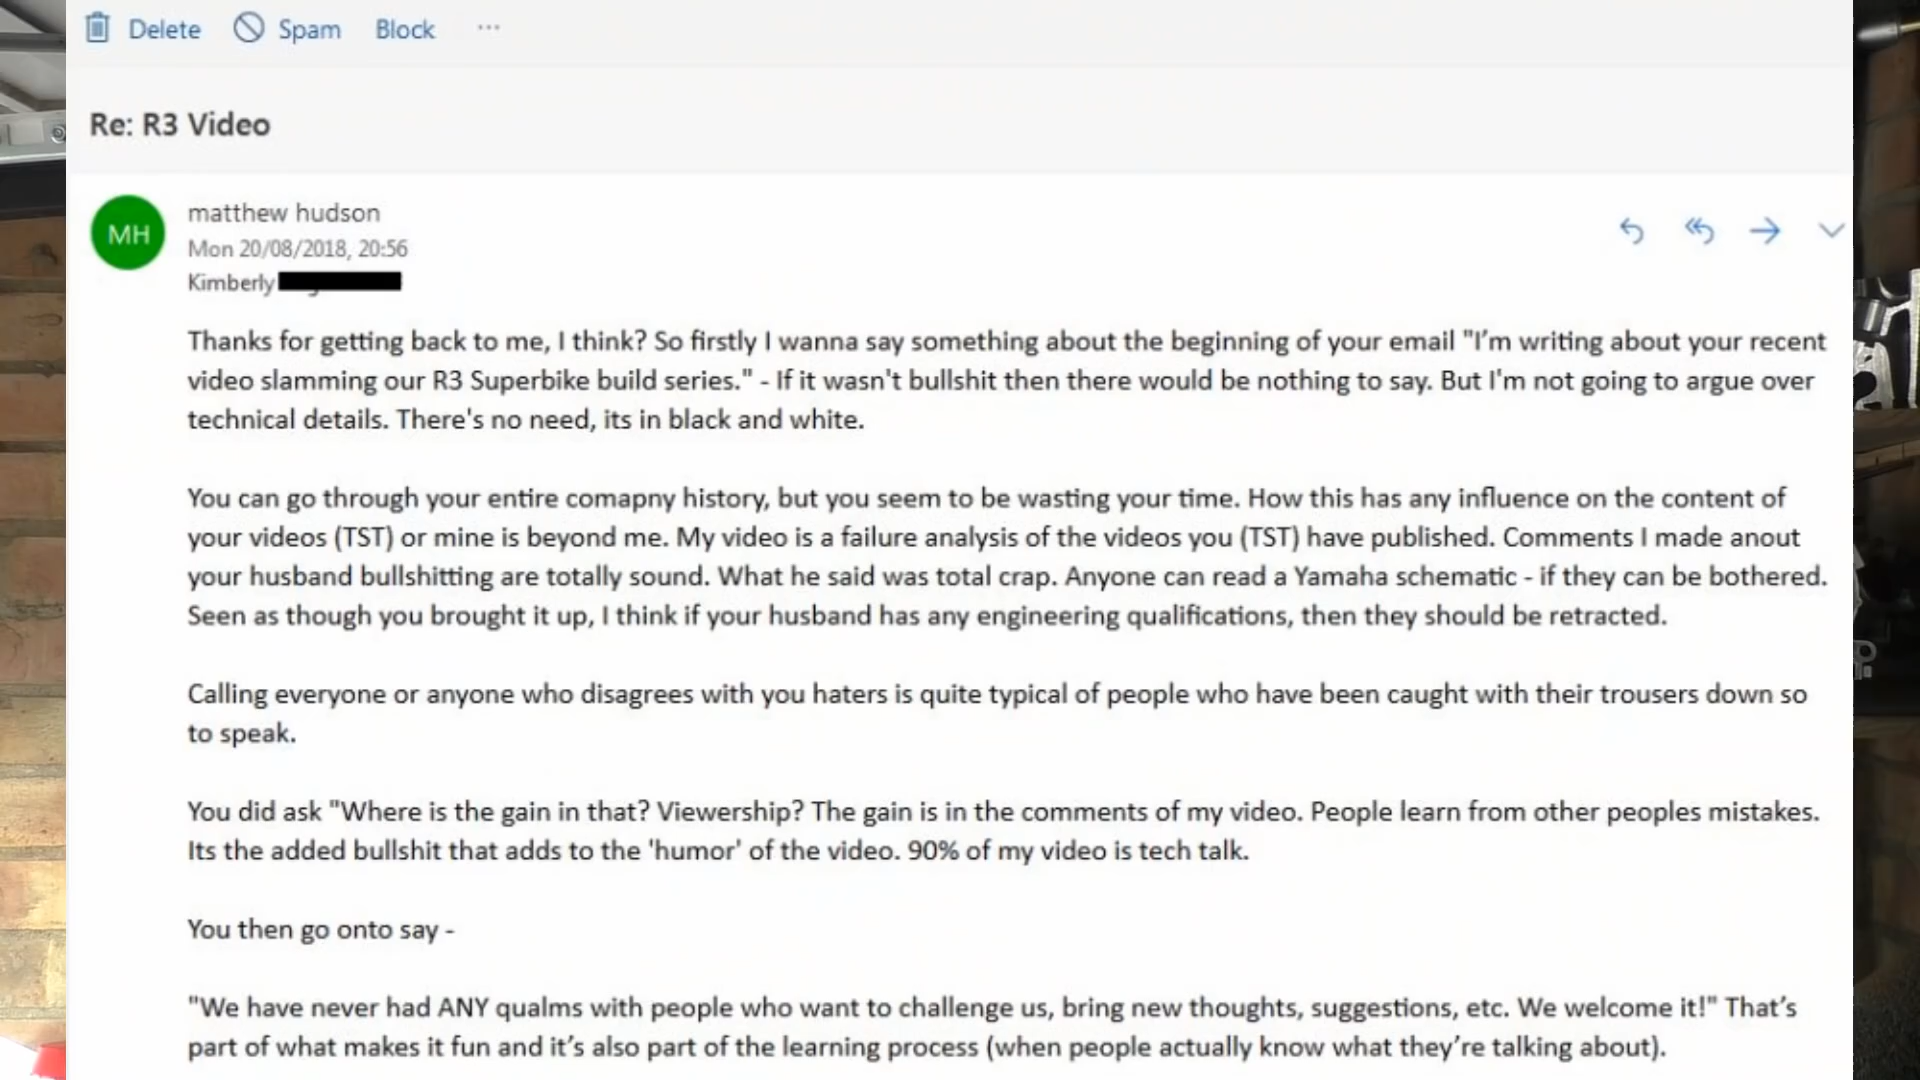 Delete Spam Block ...
Re: R3 Video
MH
matthew hudson
Mon 20/08/2018, 20:56
Kimberly
Thanks for getting back to me, I think? So firstly I wanna say something about the beginning of your email "I'm writing about your recent
video slamming our R3 Superbike build series." - If it wasn't bullshit then there would be nothing to say. But I'm not going to argue over
technical details. There's no need, its in black and white.
You can go through your entire comapny history, but you seem to be wasting your time. How this has any influence on the content of
your videos (TST) or mine is beyond me. My video is a failure analysis of the videos you (TST) have published. Comments I made anout
your husband bullshitting are totally sound. What he said was total crap. Anyone can read a Yamaha schematic - if they can be bothered.
Seen as though you brought it up, I think if your husband has any engineering qualifications, then they should be retracted.
Calling everyone or anyone who disagrees with you haters is quite typical of people who have been caught with their trousers down so
to speak.
You did ask "Where is the gain in that? Viewership? The gain is in the comments of my video. People learn from other peoples mistakes.
Its the added bullshit that adds to the 'humor' of the video. 90% of my video is tech talk.
You then go onto say -
"We have never had ANY qualms with people who want to challenge us, bring new thoughts, suggestions, etc. We welcome it!" That's
part of what makes it fun and it's also part of the learning process (when people actually know what they're talking about).